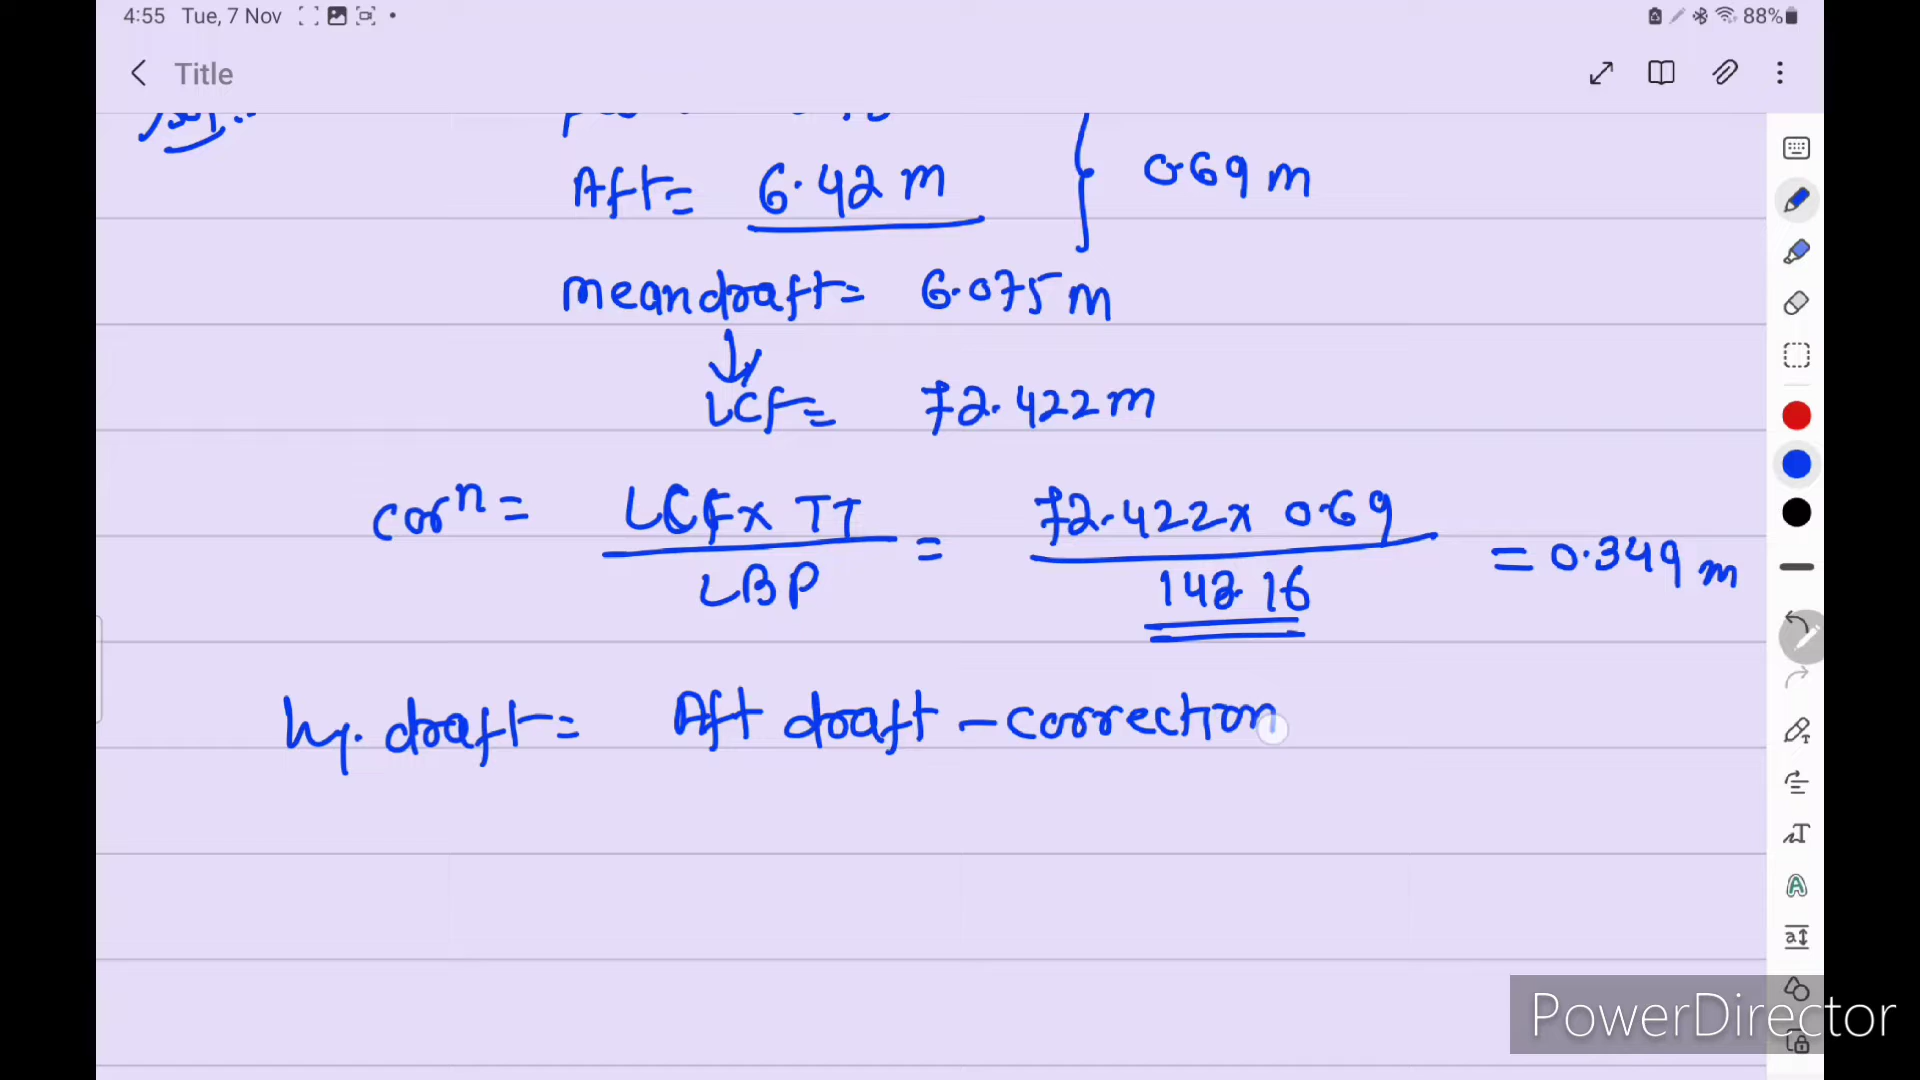 4:55 Tue, 7 Nov
88%
Title
Aft= 6.42 m
0.69 m
mean draft= 6.075 m
LCF= 72.422 m
corⁿ= LCF x TT / LBP = 72.422 x 0.69 / 142.16 = 0.349 m
hy. draft= Aft draft - correction
PowerDirector